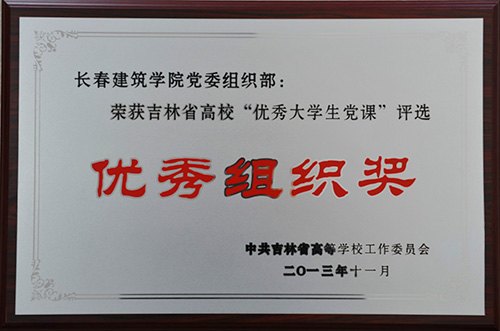 长春建筑学院党委组织部：
荣获吉林省高校“优秀大学生党课”评选
优秀组织奖
中共吉林省高等学校工作委员会
二〇一三年十一月